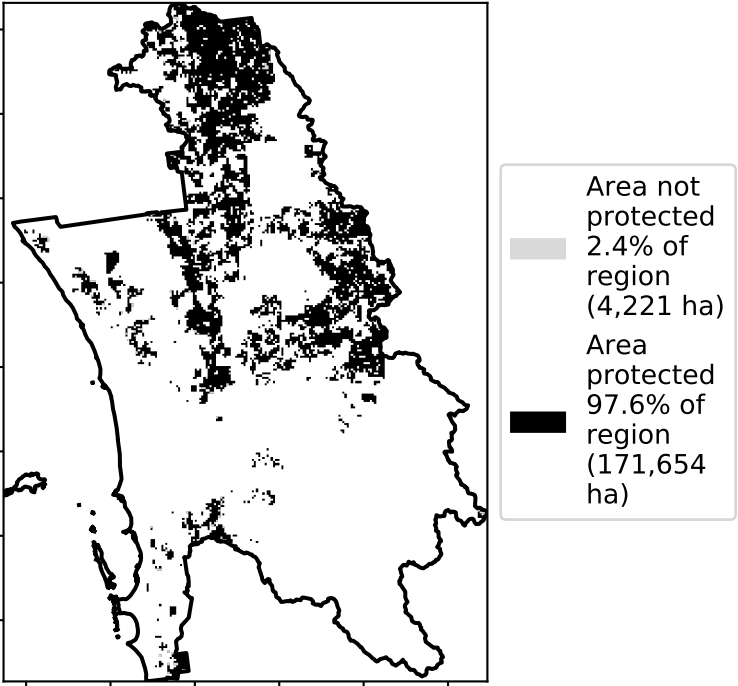 Area not
protected
2.4% of
region
(4,221 ha)
Area
protected
97.6% of
region
(171,654
ha)